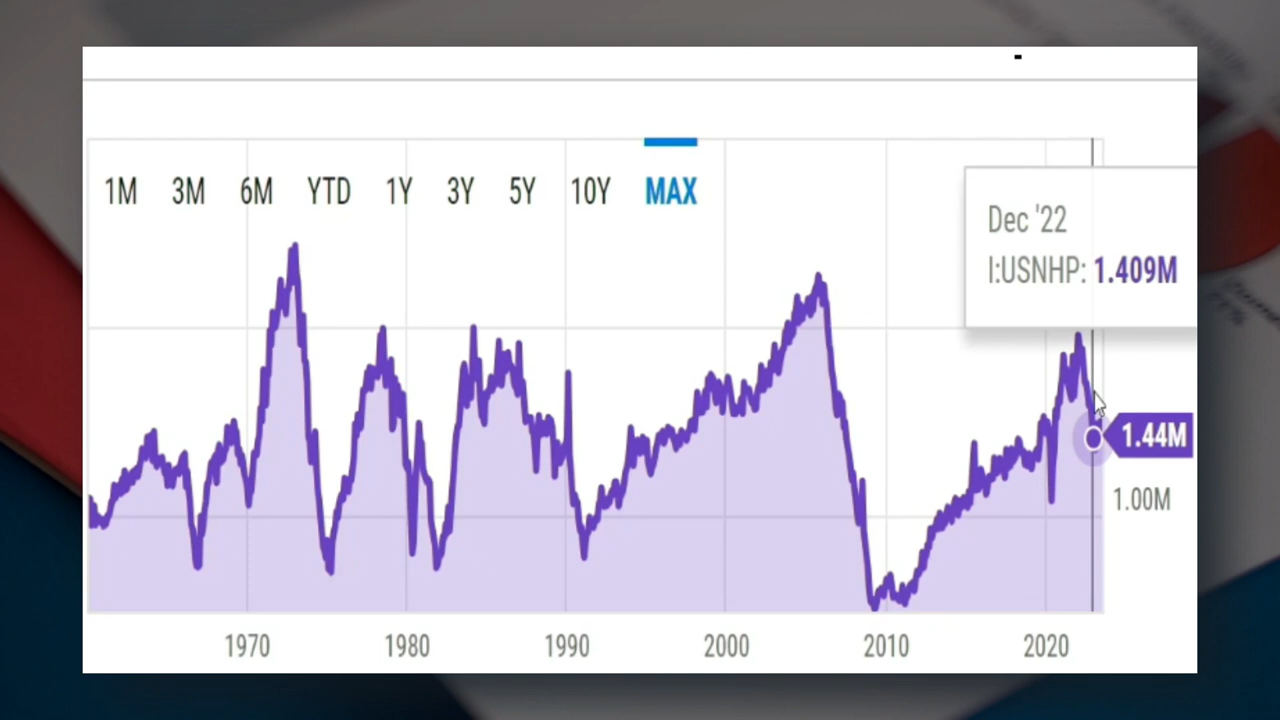 1M 3M 6M YTD 1Y 3Y 5Y 10Y MAX
Dec '22
I:USNHP: 1.409M
1.44M
1.00M
1970 1980 1990 2000 2010 2020